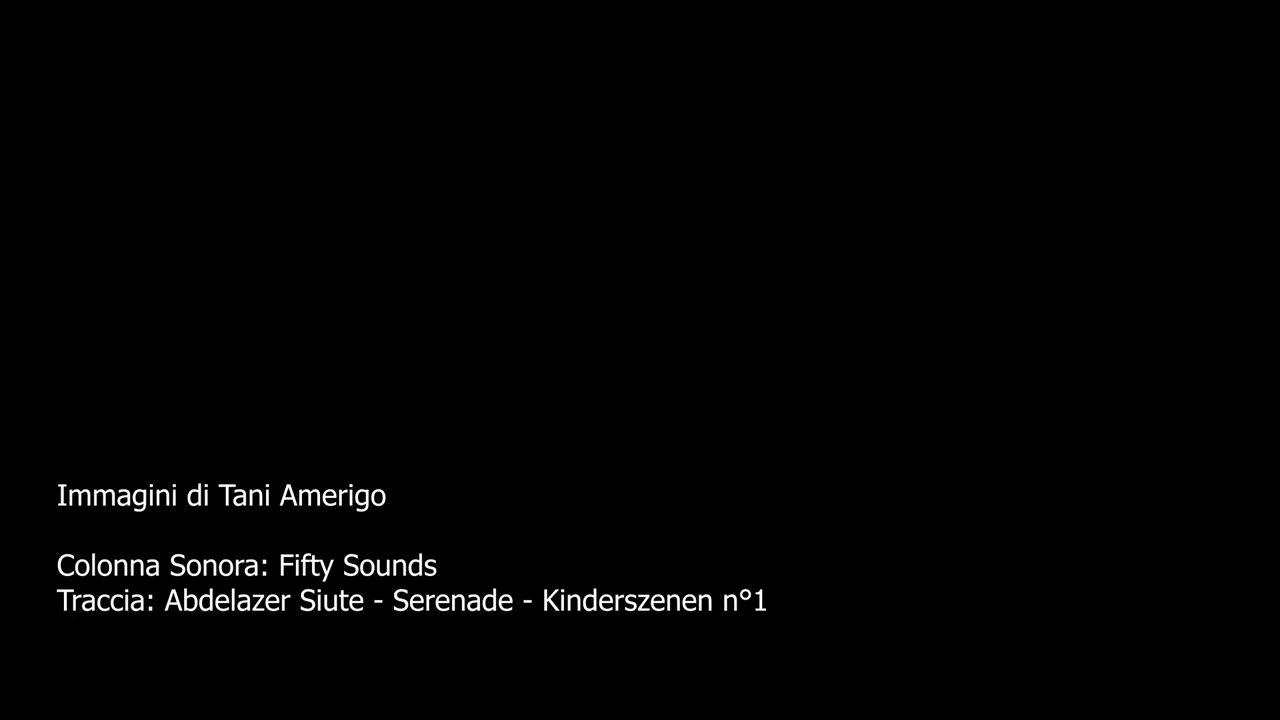 Immagini di Tani Amerigo
Colonna Sonora: Fifty Sounds
Traccia: Abdelazer Siute - Serenade - Kinderszenen n°1